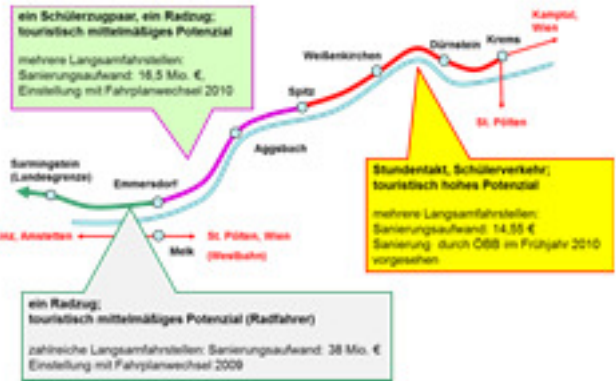 ein Schülerzugpaar, ein Radzug;
touristisch mittelmäßiges Potenzial
mehrere Langsamfahrstellen:
Sanierungsaufwand: 16,5 Mio. €,
Einstellung mit Fahrplanwechsel 2010
Kamptal,
Wien
Krems
Dürnstein
Weißenkirchen
St. Pölten
Spitz
Aggsbach
Sarmingstein
(Landesgrenze)
Emmersdorf
inz, Amstetten
Melk
St. Pölten, Wien
(Westbahn)
Stundentakt, Schülerverkehr;
touristisch hohes Potenzial
mehrere Langsamfahrstellen:
Sanierungsaufwand: 14,55 €
Sanierung durch ÖBB im Frühjahr 2010
vorgesehen
ein Radzug;
touristisch mittelmäßiges Potenzial (Radfahrer)
zahlreiche Langsamfahrstellen: Sanierungsaufwand: 38 Mio. €
Einstellung mit Fahrplanwechsel 2009